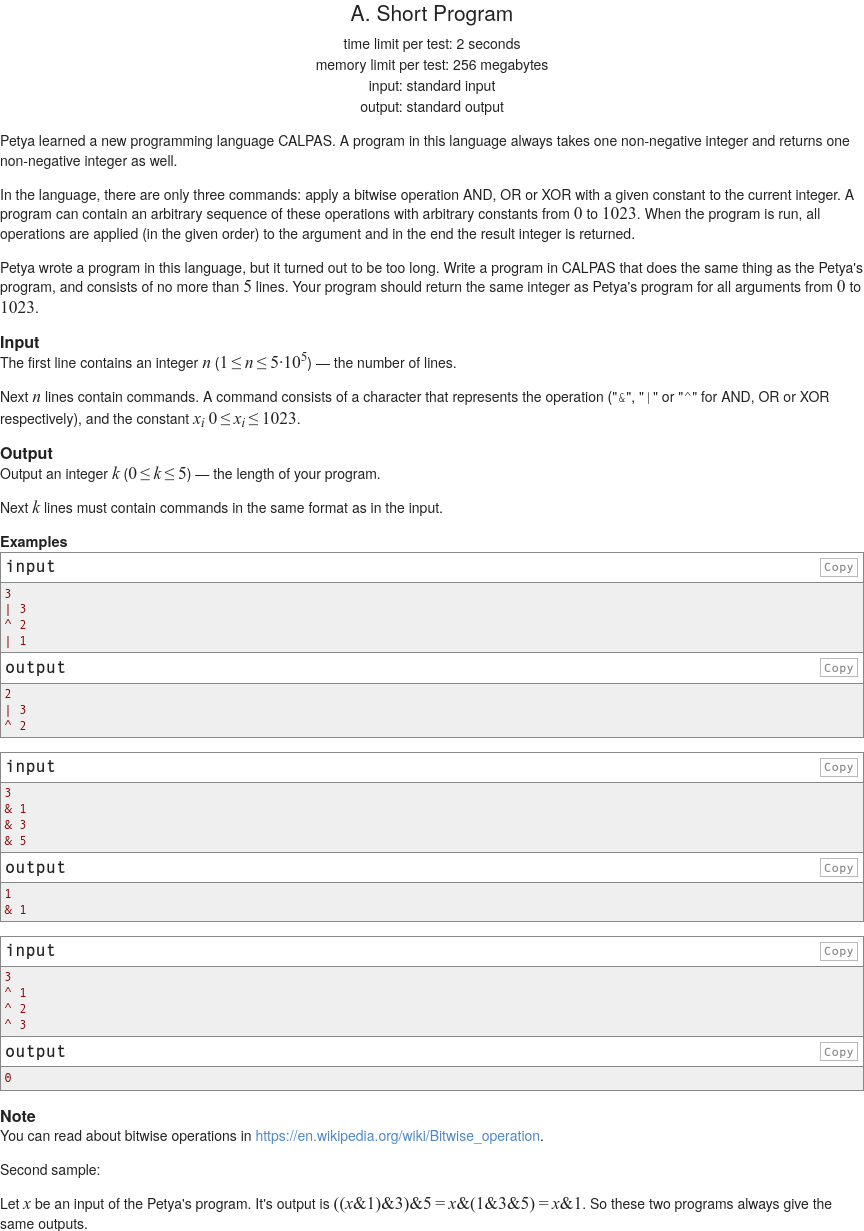 A. Short Program
time limit per test: 2 seconds
memory limit per test: 256 megabytes
input: standard input
output: standard output
Petya learned a new programming language CALPAS. A program in this language always takes one non-negative integer and returns one
non-negative integer as well.
In the language, there are only three commands: apply a bitwise operation AND, OR or XOR with a given constant to the current integer. A
program can contain an arbitrary sequence of these operations with arbitrary constants from 0 to 1023. When the program is run, all
operations are applied (in the given order) to the argument and in the end the result integer is returned.
Petya wrote a program in this language, but it turned out to be too long. Write a program in CALPAS that does the same thing as the Petya's
program, and consists of no more than 5 lines. Your program should return the same integer as Petya's program for all arguments from 0 to
1023.
Input
The first line contains an integer n (1 ≤ n ≤ 5·10⁵) — the number of lines.
Next n lines contain commands. A command consists of a character that represents the operation ("&", "|" or "^" for AND, OR or XOR
respectively), and the constant xᵢ 0 ≤ xᵢ ≤ 1023.
Output
Output an integer k (0 ≤ k ≤ 5) — the length of your program.
Next k lines must contain commands in the same format as in the input.
Examples
input Copy
3
| 3
^ 2
| 1
output Copy
2
| 3
^ 2
input Copy
3
& 1
& 3
& 5
output Copy
1
& 1
input Copy
3
^ 1
^ 2
^ 3
output Copy
0
Note
You can read about bitwise operations in https://en.wikipedia.org/wiki/Bitwise_operation.
Second sample:
Let x be an input of the Petya's program. It's output is ((x&1)&3)&5 = x&(1&3&5) = x&1. So these two programs always give the
same outputs.